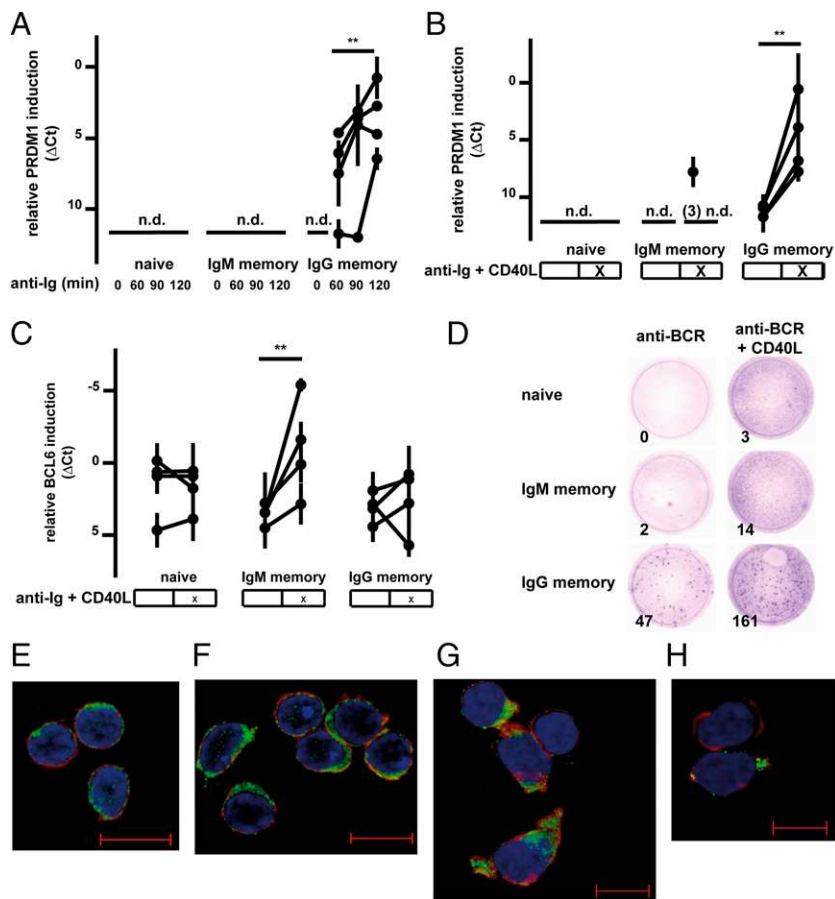 A
relative PRDM1 induction
(ΔCt)
0
5
10
**
n.d.
n.d.
n.d.
naive
IgM memory
IgG memory
anti-Ig (min)
0 60 90 120
0 60 90 120
0 60 90 120
B
relative PRDM1 induction
(ΔCt)
0
5
10
**
n.d.
n.d.
(3)
n.d.
naive
IgM memory
IgG memory
anti-Ig + CD40L
X
X
X
C
relative BCL6 induction
(ΔCt)
-5
0
5
**
naive
IgM memory
IgG memory
anti-Ig + CD40L
x
x
x
D
anti-BCR
anti-BCR
+ CD40L
naive
0
3
IgM memory
2
14
IgG memory
47
161
E
F
G
H